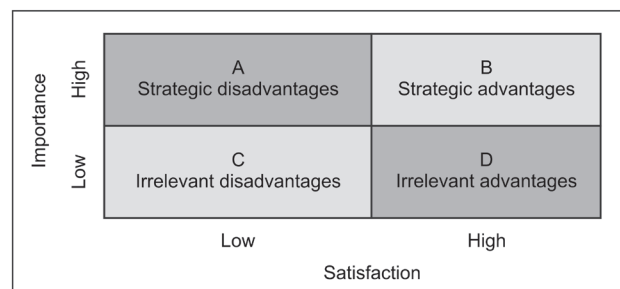 Importance
High
A
Strategic disadvantages
B
Strategic advantages
Low
C
Irrelevant disadvantages
D
Irrelevant advantages
Low
High
Satisfaction